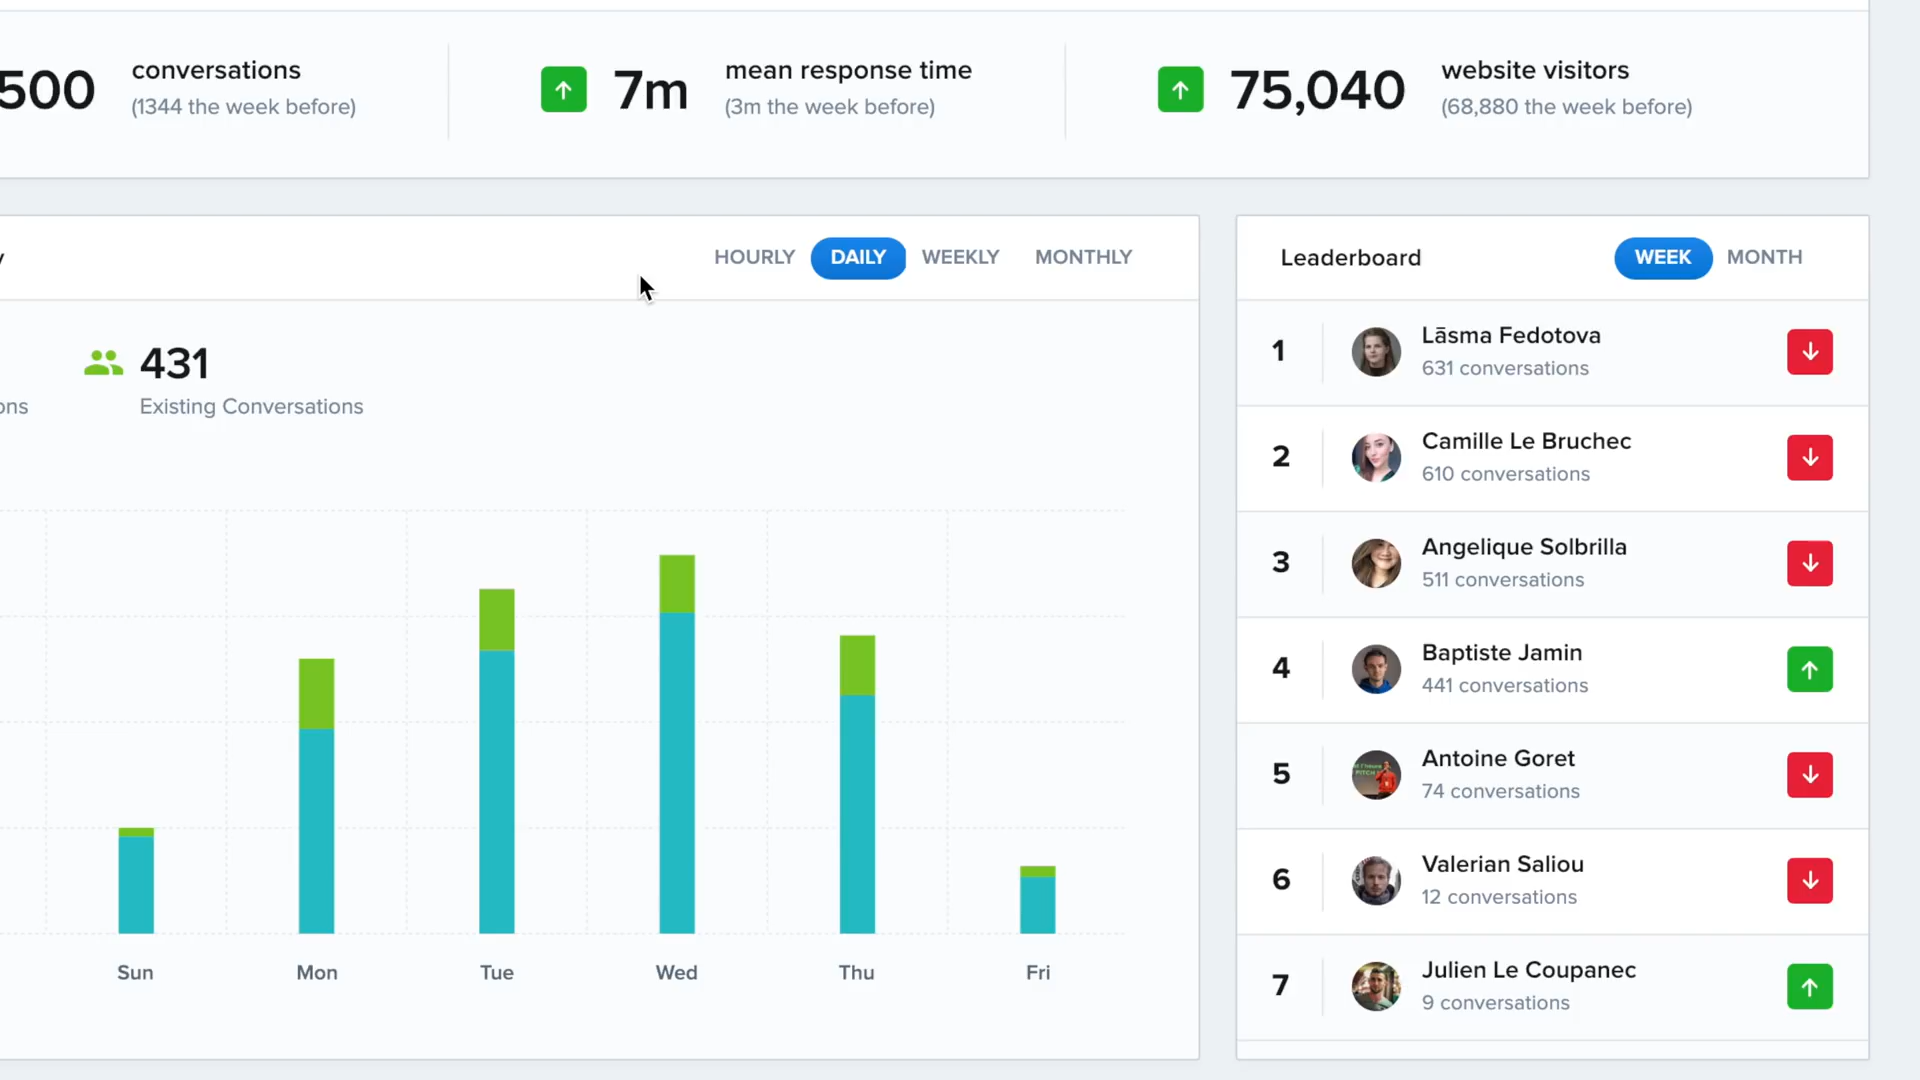 500
conversations
(1344 the week before)
7m
mean response time
(3m the week before)
75,040
website visitors
(68,880 the week before)
HOURLY DAILY WEEKLY MONTHLY
431
ons
Existing Conversations
Sun Mon Tue Wed Thu Fri
Leaderboard WEEK MONTH
1 Lāsma Fedotova
631 conversations
2 Camille Le Bruchec
610 conversations
3 Angelique Solbrilla
511 conversations
4 Baptiste Jamin
441 conversations
5 Antoine Goret
74 conversations
6 Valerian Saliou
12 conversations
7 Julien Le Coupanec
9 conversations